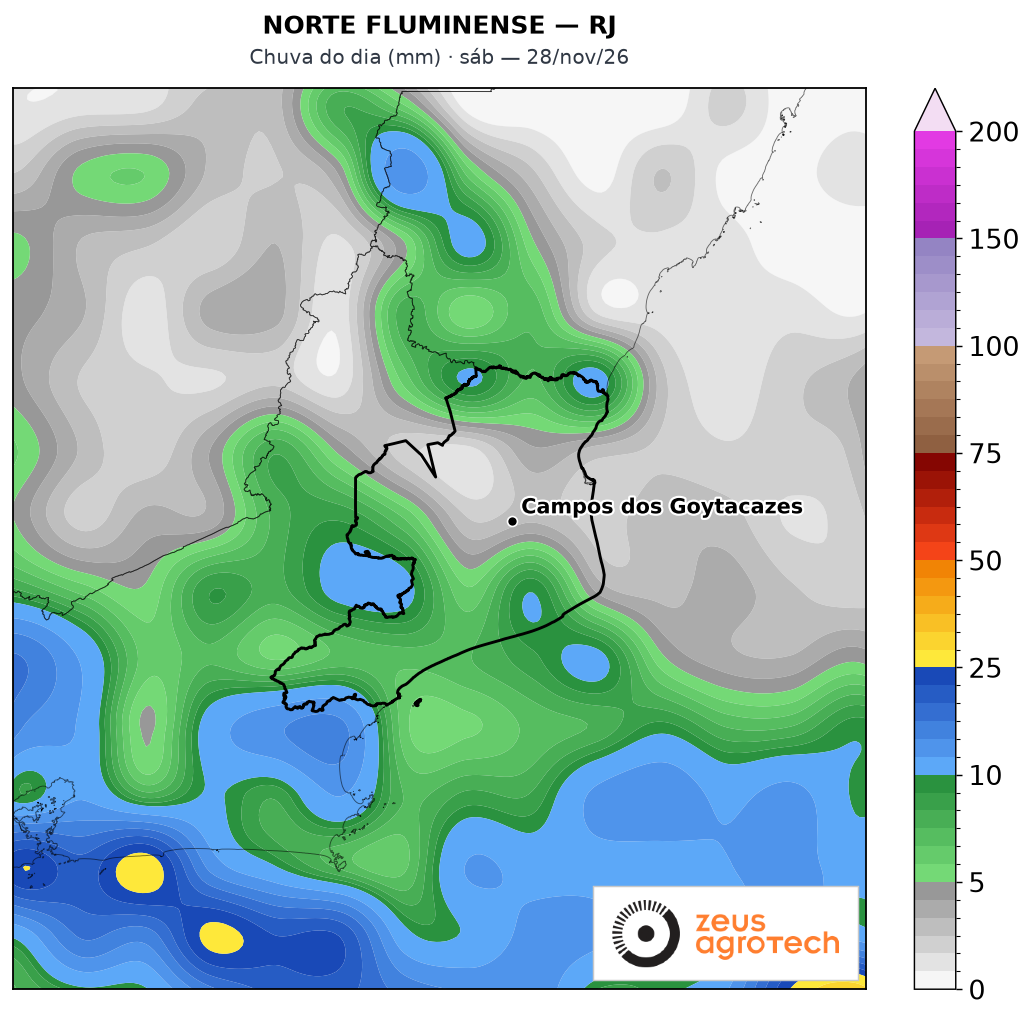 NORTE FLUMINENSE — RJ
Chuva do dia (mm) · sáb — 28/nov/26
200
150
100
75
50
25
10
5
0
Campos dos Goytacazes
zeus
agrotech